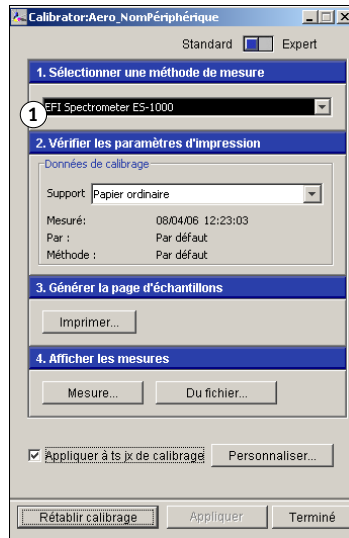 Calibrator:Aero_NomPériphérique
Standard Expert
1. Sélectionner une méthode de mesure
EFI Spectrometer ES-1000
1
2. Vérifier les paramètres d'impression
Données de calibrage
Support Papier ordinaire
Mesuré: 08/04/06 12:23:03
Par : Par défaut
Méthode : Par défaut
3. Générer la page d'échantillons
Imprimer...
4. Afficher les mesures
Mesure... Du fichier...
Appliquer à ts jx de calibrage Personnaliser...
Rétablir calibrage Appliquer Terminé